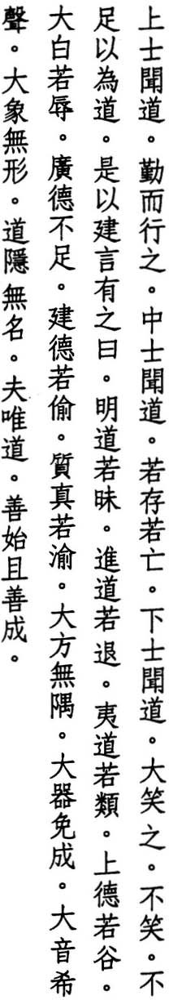 上士聞道。勤而行之。中士聞道。若存若亡。下士聞道。大笑之。不笑。不
足以為道。是以建言有之曰。明道若昧。進道若退。夷道若類。上德若谷。
大白若辱。廣德不足。建德若偷。質真若渝。大方無隅。大器免成。大音希
聲。大象無形。道隱無名。夫唯道。善始且善成。